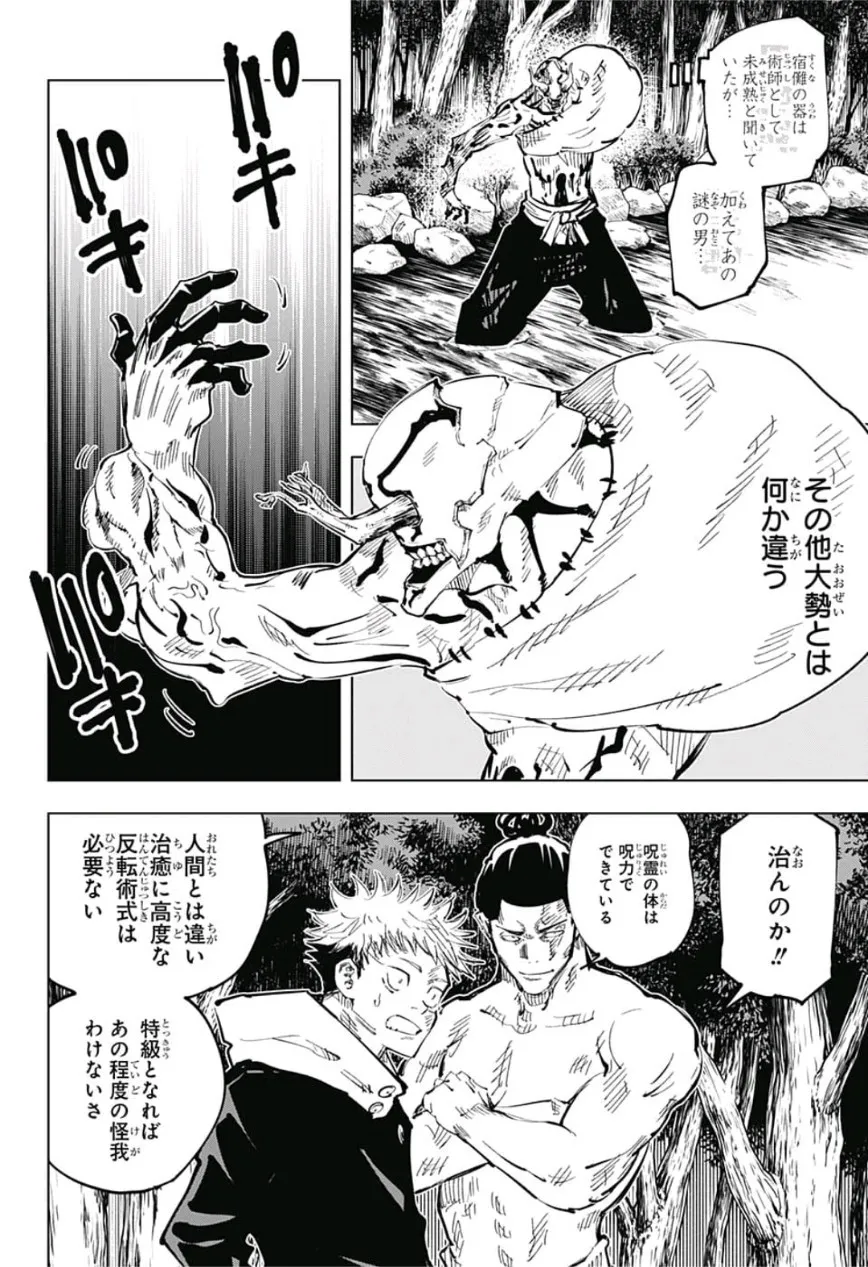 宿儺の器は
術師として
未成熟と聞いて
いたが…
加えてあの
謎の男…
その他大勢とは
何か違う
パキ
パキ
パキ
治んのか!!
呪霊の体は
呪力で
できている
人間とは違い
治癒に高度な
反転術式は
必要ない
特級となれば
あの程度の怪我
わけないさ